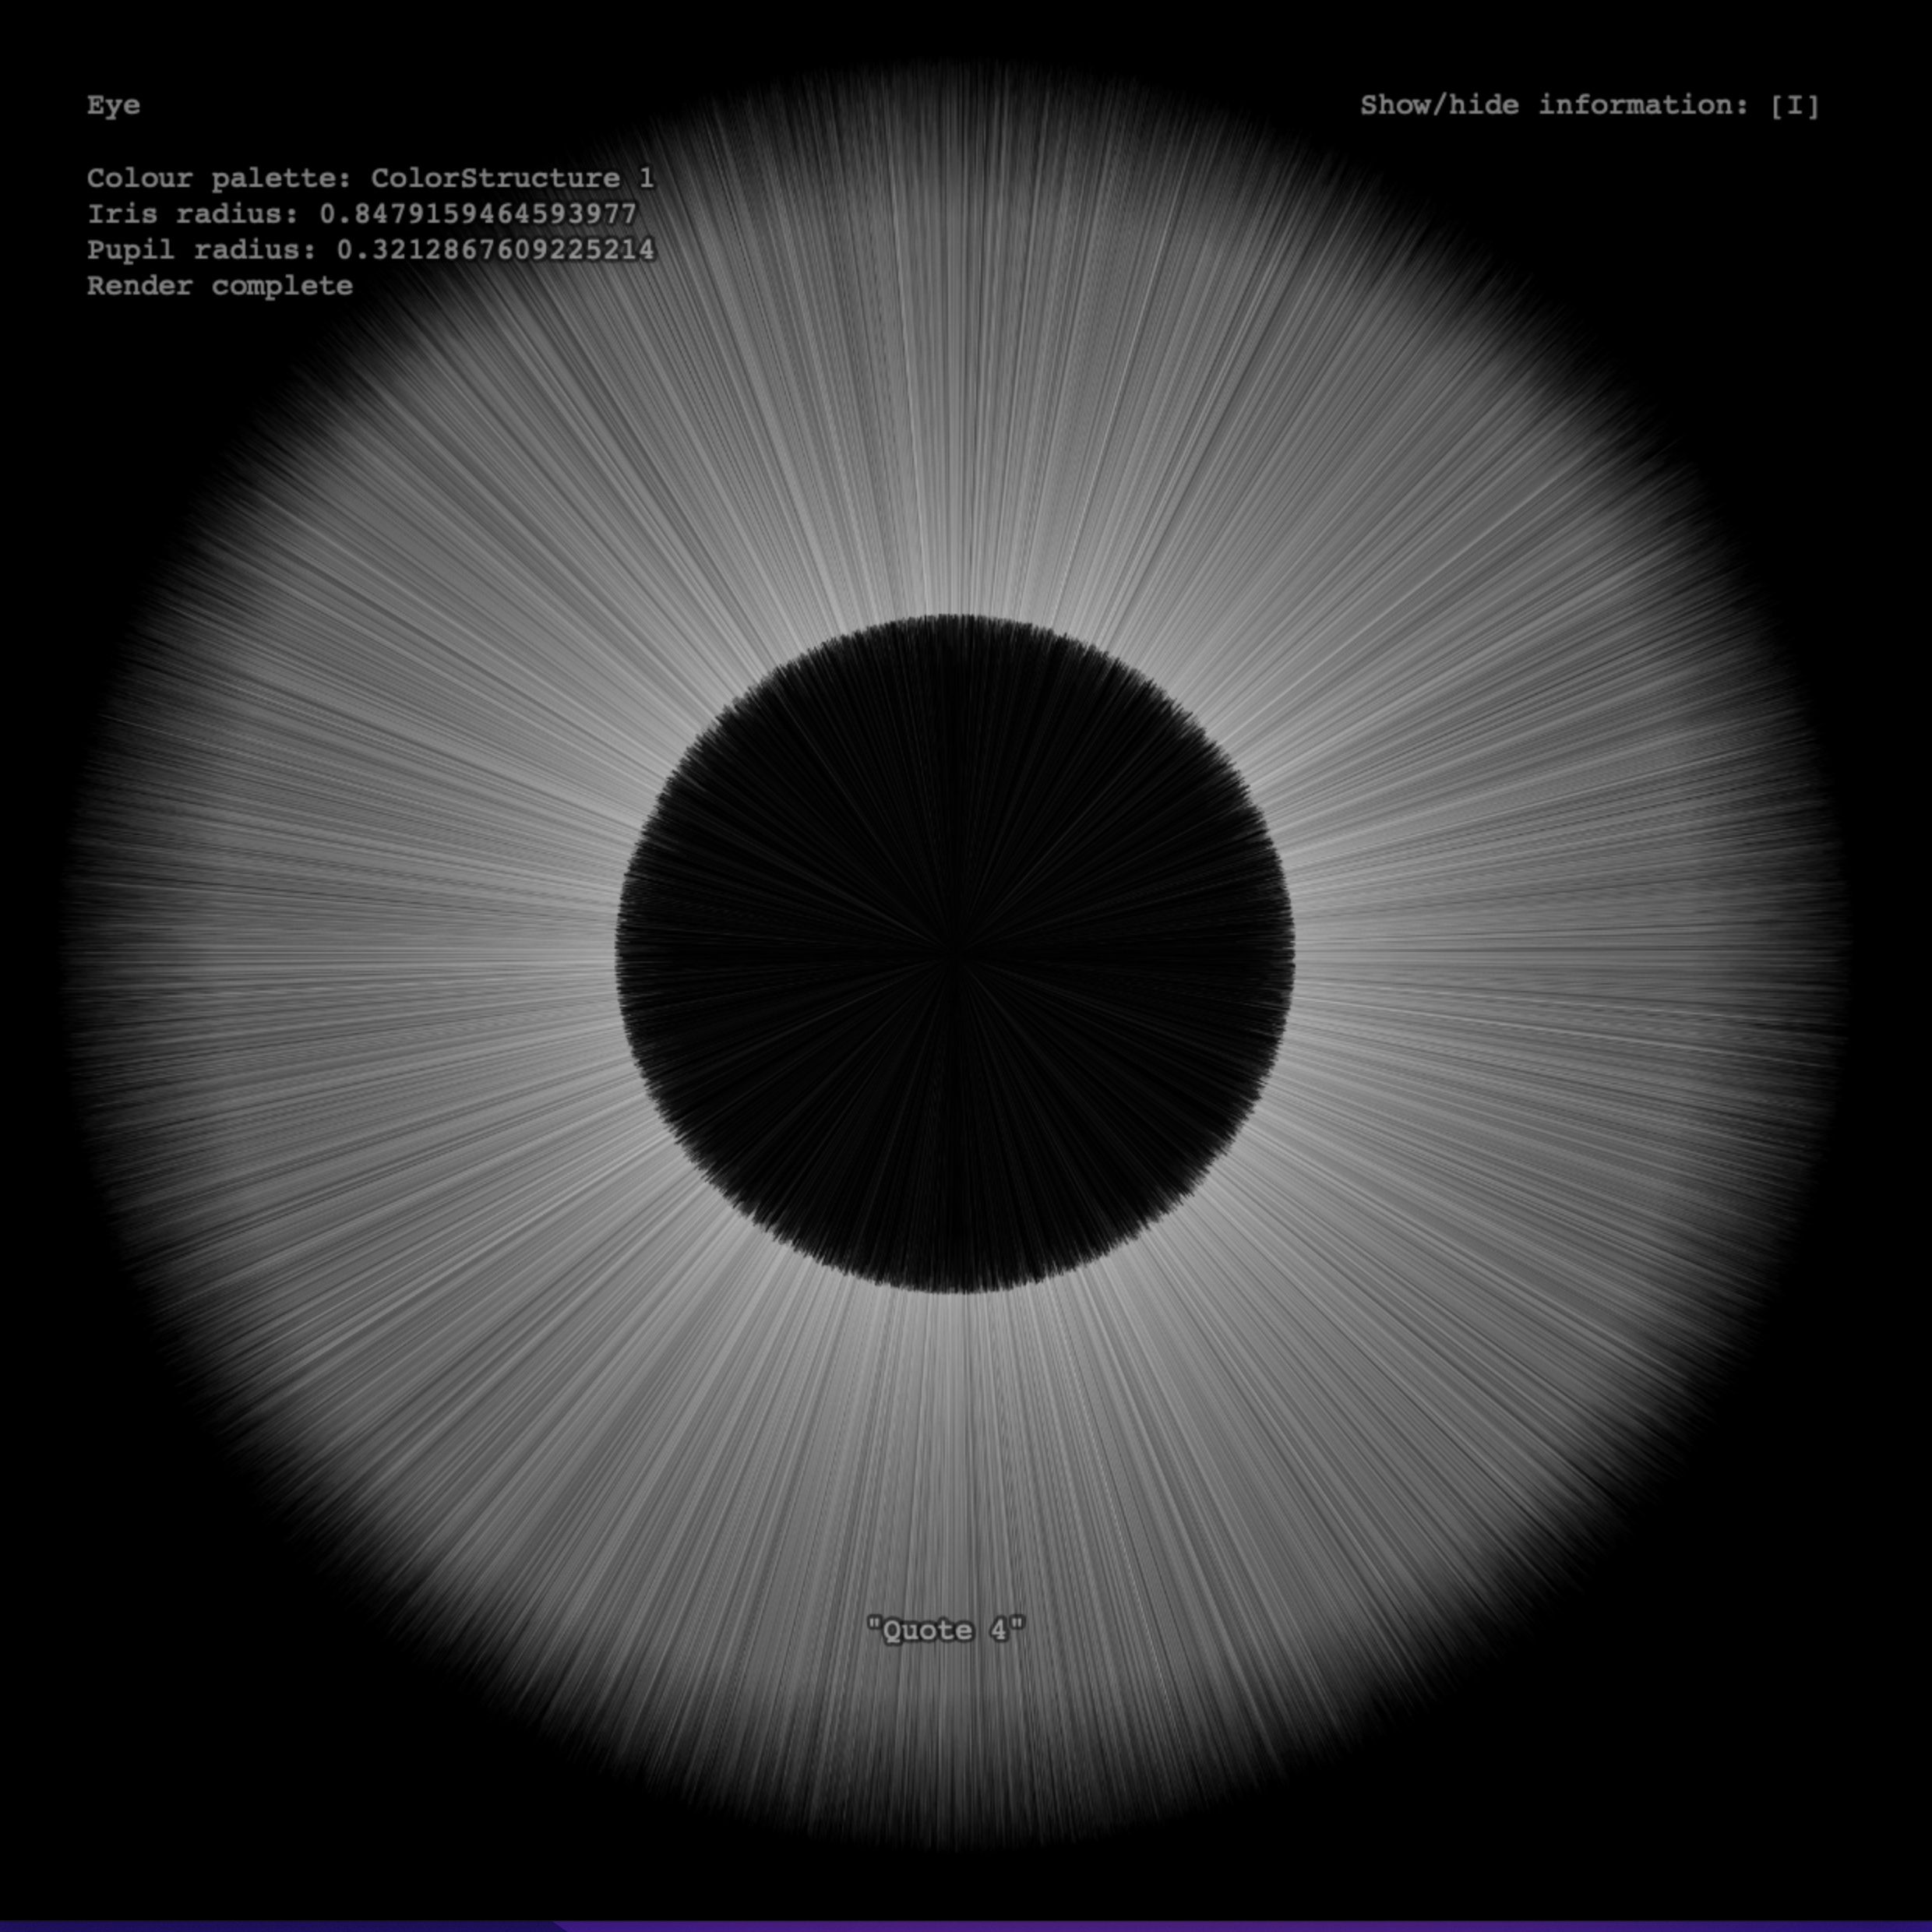 Eye
Show/hide information: [I]
Colour palette: ColorStructure 1
Iris radius: 0.8479159464593977
Pupil radius: 0.3212867609225214
Render complete
"Quote 4"